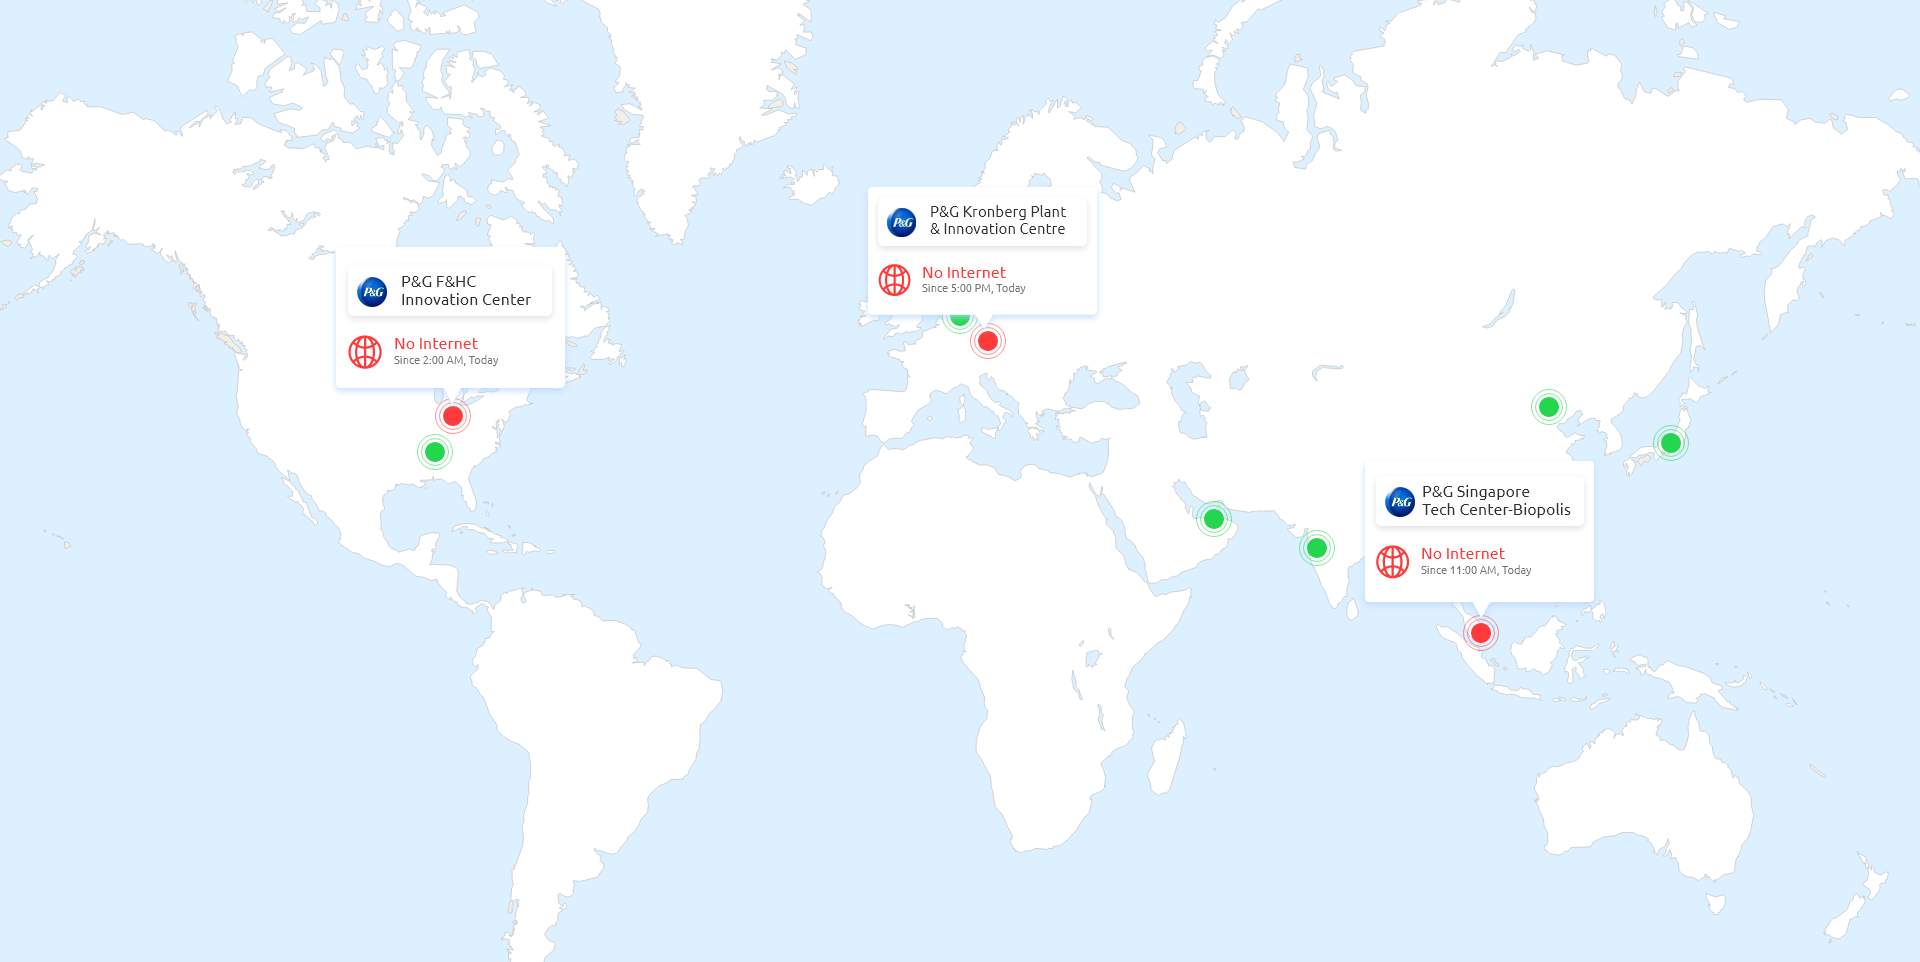 P&G Kronberg Plant
& Innovation Centre
P&G
No Internet
Since 5:00 PM, Today
P&G F&HC
Innovation Center
P&G
No Internet
Since 2:00 AM, Today
P&G Singapore
Tech Center-Biopolis
P&G
No Internet
Since 11:00 AM, Today